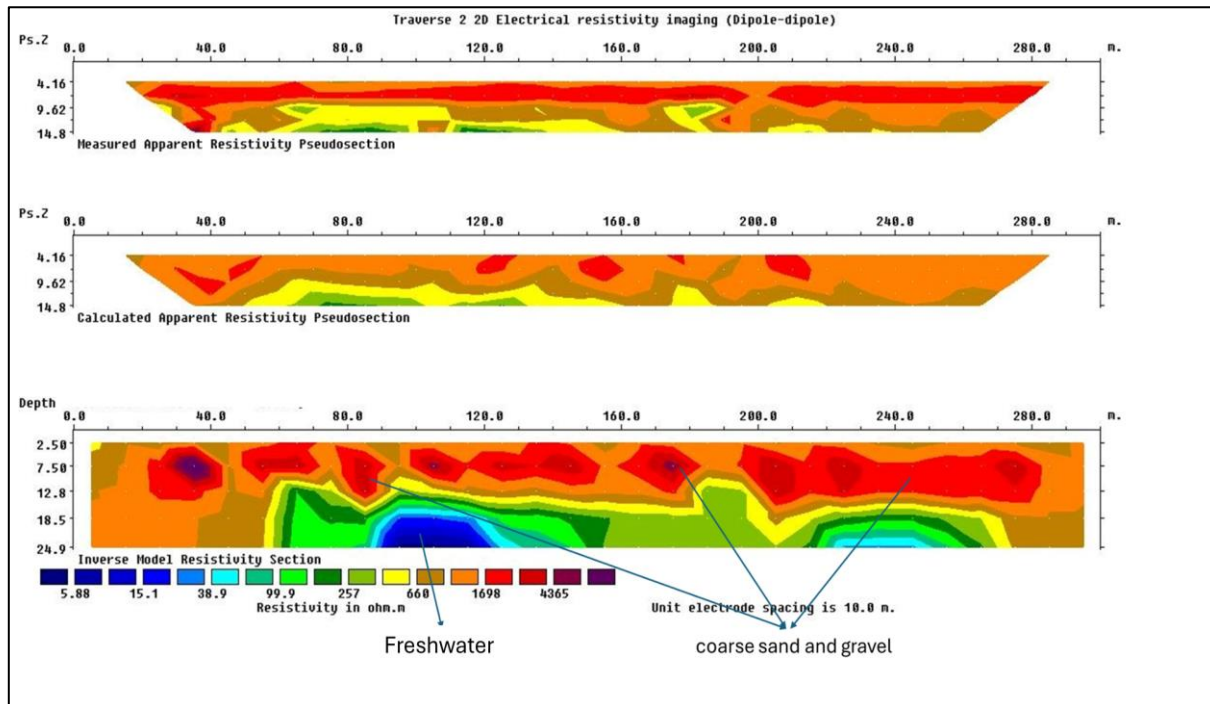 Traverse 2 2D Electrical resistivity imaging (Dipole-dipole)
Ps.Z
0.0 40.0 80.0 120.0 160.0 200.0 240.0 280.0 m.
4.16
9.62
14.8
Measured Apparent Resistivity Pseudosection
Ps.Z
0.0 40.0 80.0 120.0 160.0 200.0 240.0 280.0 m.
4.16
9.62
14.8
Calculated Apparent Resistivity Pseudosection
Depth
0.0 40.0 80.0 120.0 160.0 200.0 240.0 280.0 m.
2.50
7.50
12.8
18.5
24.9
Inverse Model Resistivity Section
5.88 15.1 38.9 99.9 257 660 1698 4365
Resistivity in ohm.m Unit electrode spacing is 10.0 m.
Freshwater coarse sand and gravel